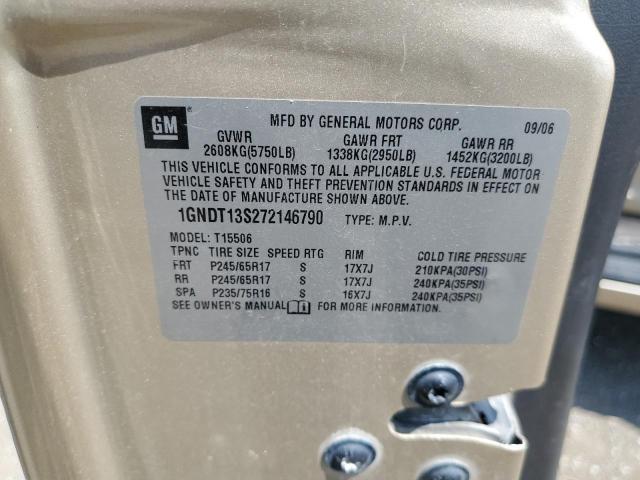 GM ® MFD BY GENERAL MOTORS CORP. 09/06
GVWR GAWR FRT GAWR RR
2608KG(5750LB) 1338KG(2950LB) 1452KG(3200LB)
THIS VEHICLE CONFORMS TO ALL APPLICABLE U.S. FEDERAL MOTOR
VEHICLE SAFETY AND THEFT PREVENTION STANDARDS IN EFFECT ON
THE DATE OF MANUFACTURE SHOWN ABOVE.
1GNDT13S272146790 TYPE: M.P.V.
MODEL: T15506
TPNC TIRE SIZE SPEED RTG RIM COLD TIRE PRESSURE
FRT P245/65R17 S 17X7J 210KPA(30PSI)
RR P245/65R17 S 17X7J 240KPA(35PSI)
SPA P235/75R16 S 16X7J 240KPA(35PSI)
SEE OWNER'S MANUAL FOR MORE INFORMATION.